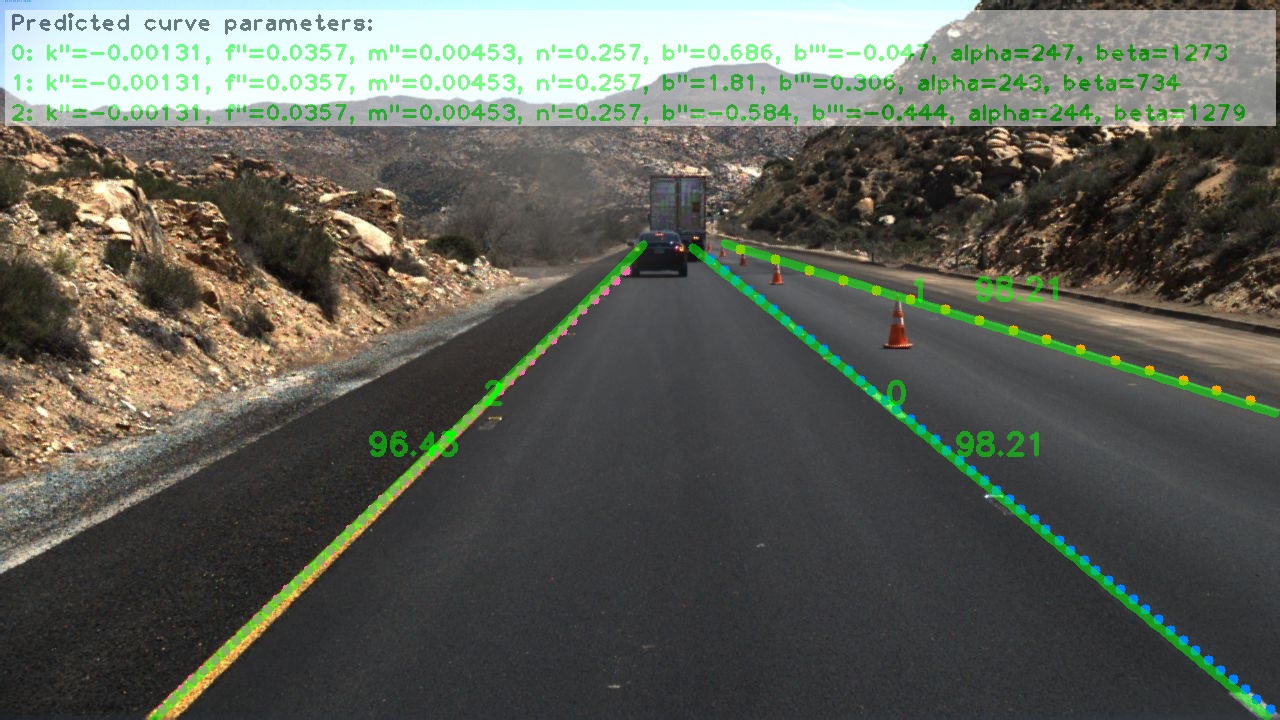 Predicted curve parameters:
0: k''=-0.00131, f''=0.0357, m''=0.00453, n'=0.257, b''=0.686, b'''=-0.047, alpha=247, beta=1273
1: k''=-0.00131, f''=0.0357, m''=0.00453, n'=0.257, b''=1.81, b'''=0.306, alpha=243, beta=734
2: k''=-0.00131, f''=0.0357, m''=0.00453, n'=0.257, b''=-0.584, b'''=-0.444, alpha=244, beta=1279
1 98.21
2 0
96.43 98.21